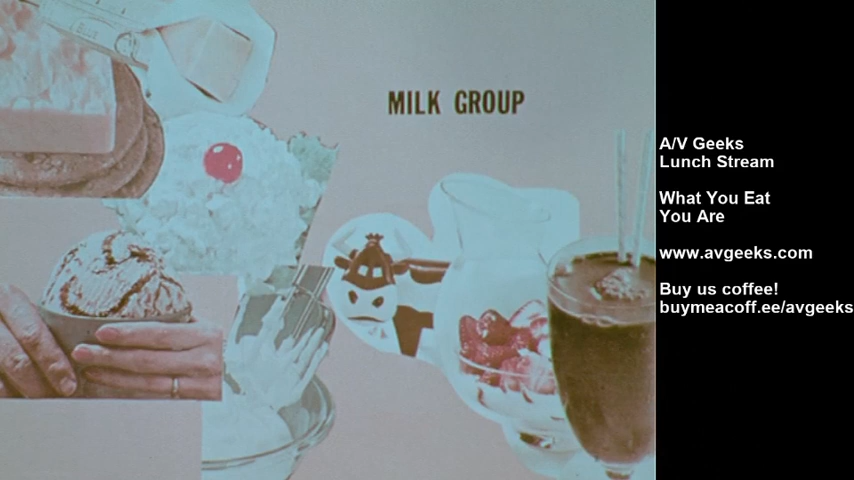 MILK GROUP
A/V Geeks
Lunch Stream
What You Eat
You Are
www.avgeeks.com
Buy us coffee!
buymeacoff.ee/avgeeks